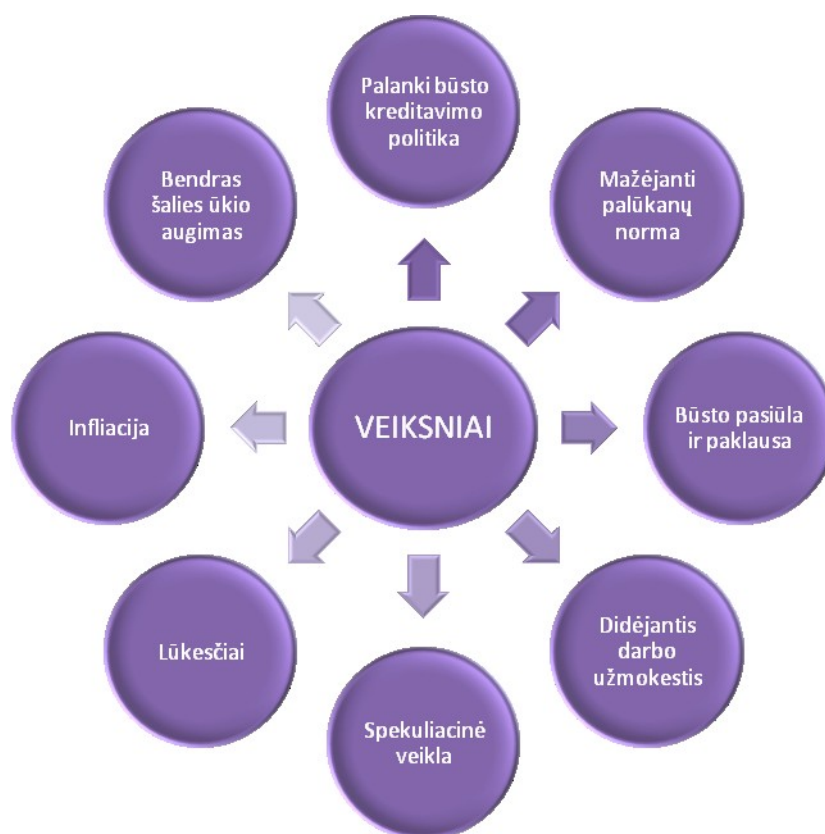 Palanki būsto
kreditavimo
politika
Mažėjanti
palūkanų
norma
Būsto pasiūla
ir paklausa
Didėjantis
darbo
užmokestis
Spekuliacinė
veikla
Lūkesčiai
Infliacija
Bendras
šalies ūkio
augimas
VEIKSNIAI